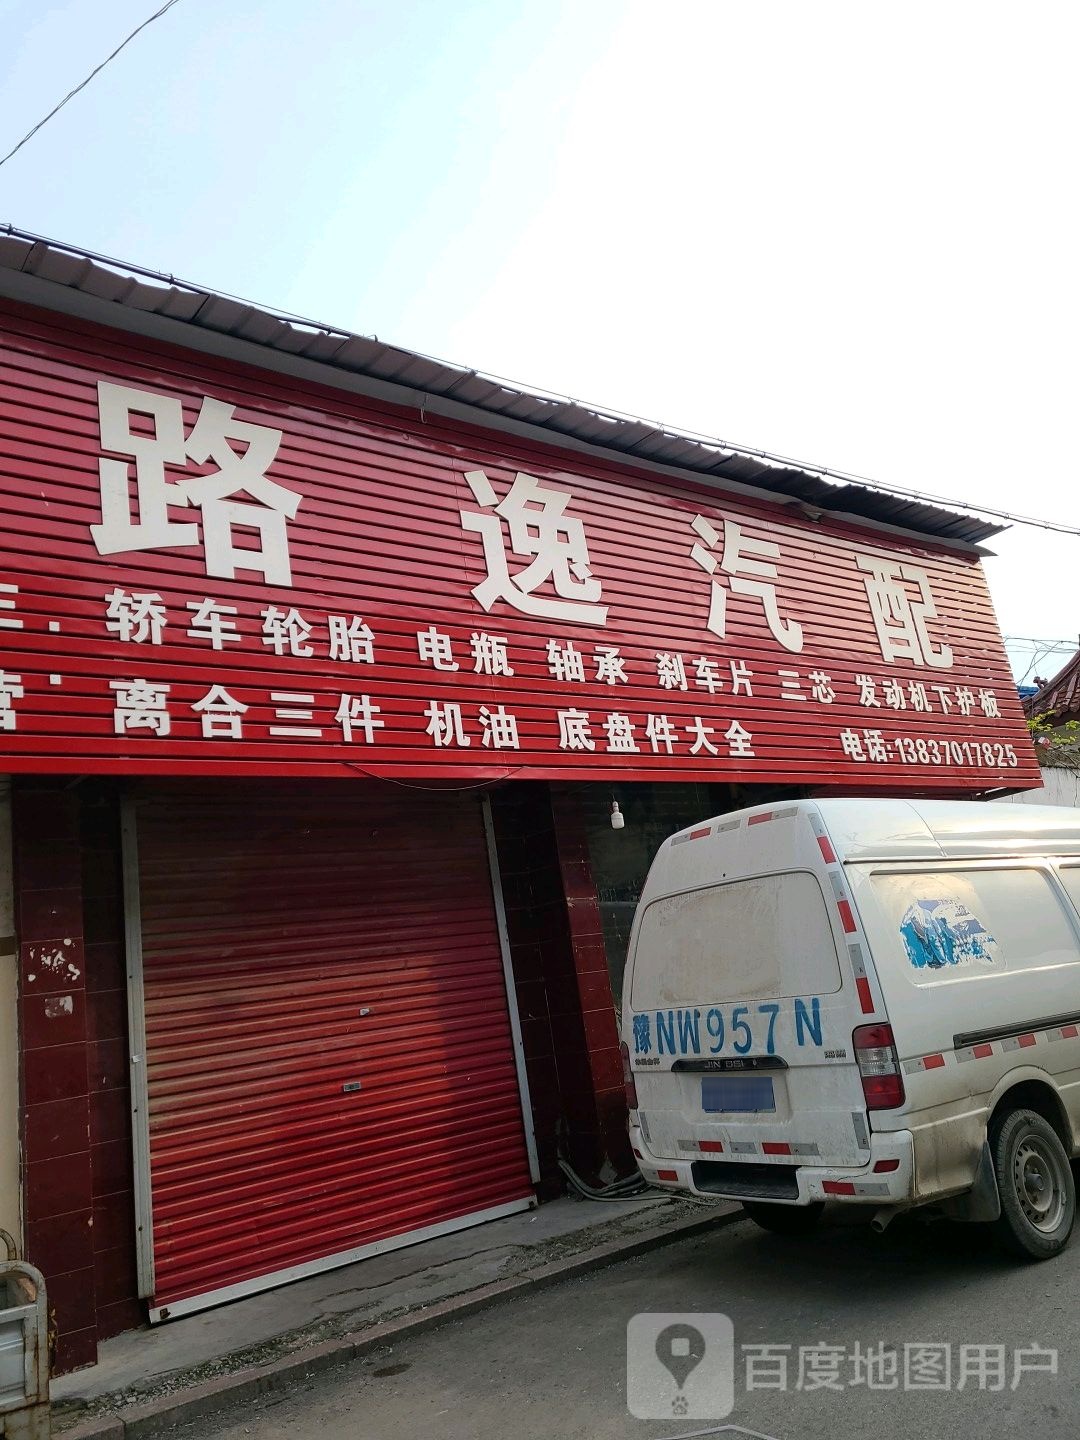 路逸汽配
轿车轮胎 电瓶 轴承 刹车片 三芯 发动机下护板
离合三件 机油 底盘件大全 电话:13837017825
豫NW957N
JIN BEI
百度地图用户